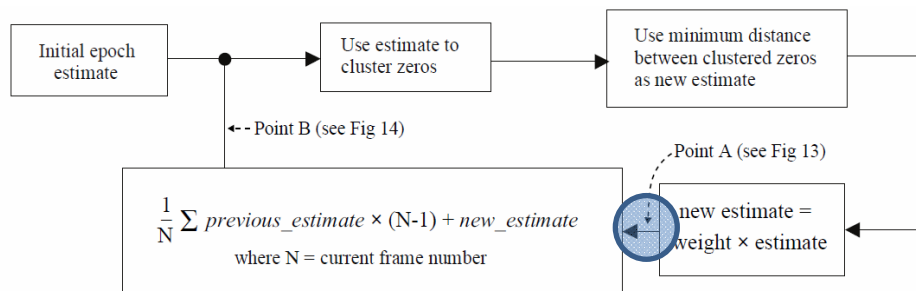 Initial epoch
estimate
Use estimate to
cluster zeros
Use minimum distance
between clustered zeros
as new estimate
Point B (see Fig 14)
Point A (see Fig 13)
1/N ∑ previous_estimate × (N-1) + new_estimate
where N = current frame number
new estimate =
weight × estimate